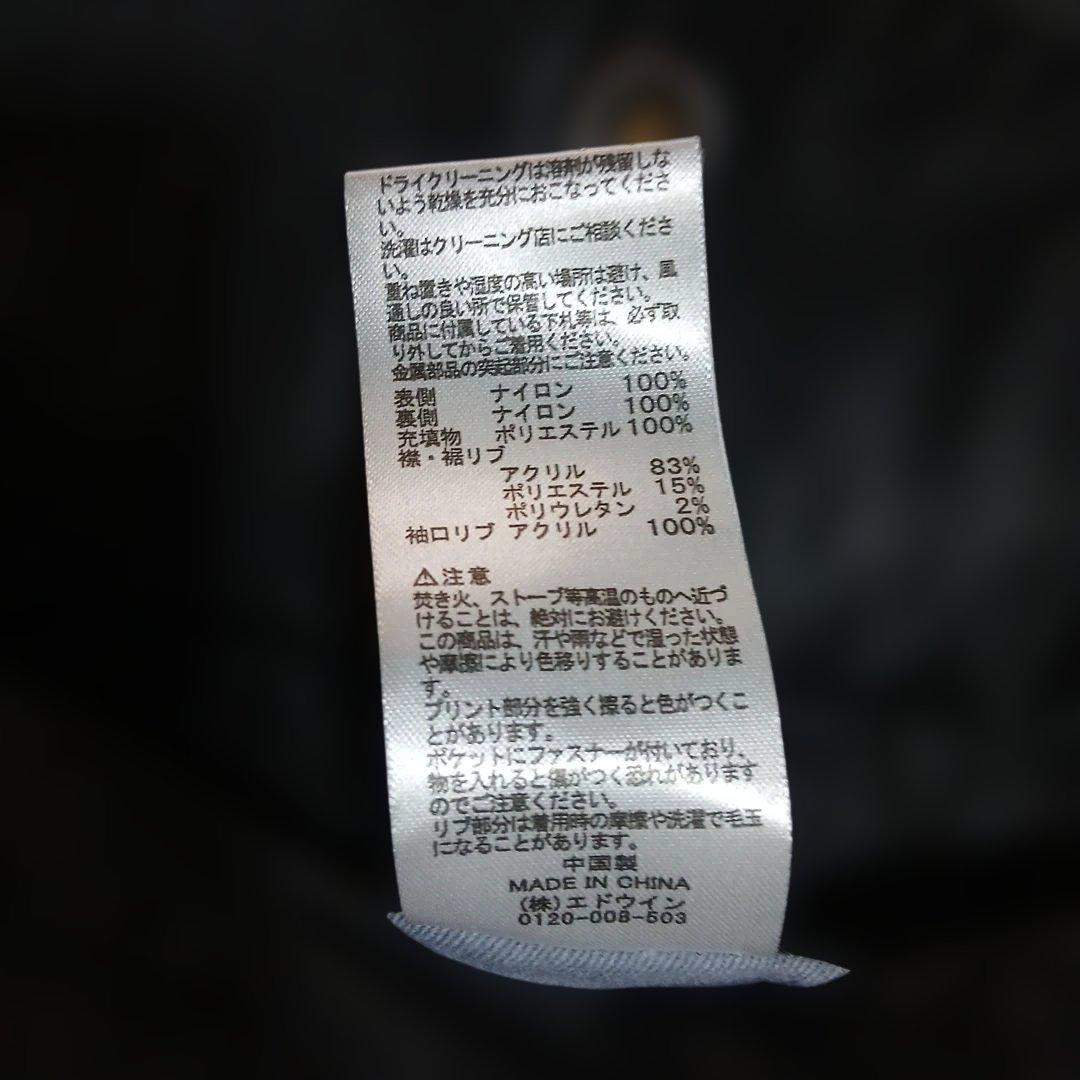 ドライクリーニングは溶剤が残留しな
いよう乾燥を充分におこなってくださ
い。
洗濯はクリーニング店にご相談くださ
い。
重ね置きや湿度の高い場所は避け、風
通しの良い所で保管してください。
商品に付属している下札等は、必ず取
り外してからご着用ください。
金属部品の突起部分にご注意ください。
表側 ナイロン 100%
裏側 ナイロン 100%
充填物 ポリエステル 100%
襟・裾リブ
アクリル 83%
ポリエステル 15%
ポリウレタン 2%
袖口リブ アクリル 100%
⚠注意
焚き火、ストーブ等高温のものへ近づ
けることは、絶対にお避けください。
この商品は、汗や雨などで湿った状態
や摩擦により色移りすることがありま
す。
プリント部分を強く擦ると色がつくこ
とがあります。
ポケットにファスナーが付いており、
物を入れると傷がつく恐れがあります
のでご注意ください。
リブ部分は着用時の摩擦や洗濯で毛玉
になることがあります。
中国製
MADE IN CHINA
(株)エドウイン
0120-008-503